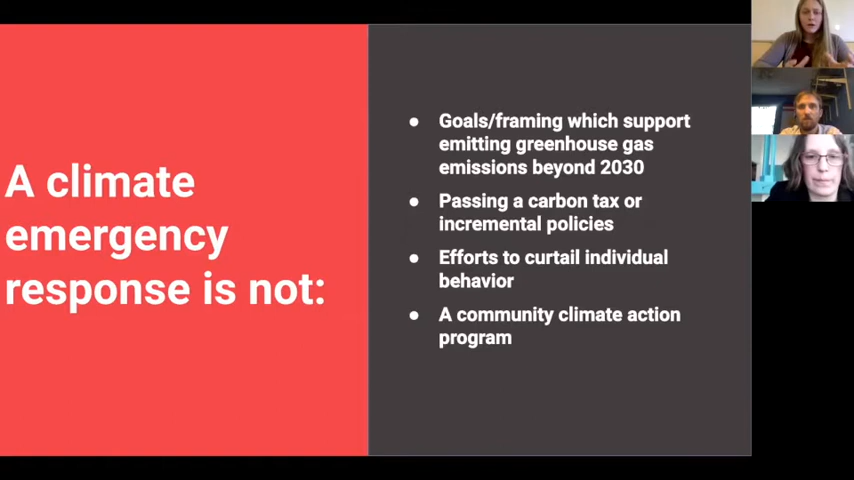 A climate
emergency
response is not:
● Goals/framing which support
emitting greenhouse gas
emissions beyond 2030
● Passing a carbon tax or
incremental policies
● Efforts to curtail individual
behavior
● A community climate action
program